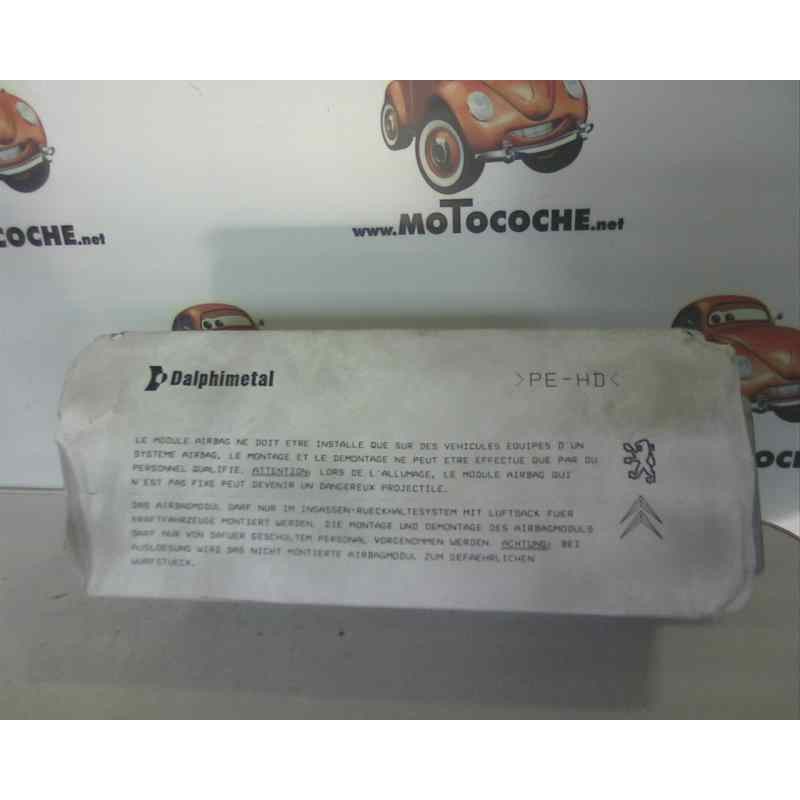 COCHE.net
www.MOTOCOCHE.net
Dalphimetal
>PE-HD<
LE MODULE AIRBAG NE DOIT ETRE INSTALLE QUE SUR DES VEHICULES EQUIPES D'UN
SYSTEME AIRBAG, LE MONTAGE ET LE DEMONTAGE NE PEUT ETRE EFFECTUE QUE PAR DU
PERSONNEL QUALIFIE. ATTENTION: LORS DE L'ALLUMAGE, LE MODULE AIRBAG QUI
N'EST PAS FIXE PEUT DEVENIR UN DANGEREUX PROJECTILE.
DAS AIRBAGMODUL DARF NUR IM INSASSEN-RUECKHALTESYSTEM MIT LUFTSACK FUER
KRAFTFAHRZEUGE MONTIERT WERDEN. DIE MONTAGE UND DEMONTAGE DES AIRBAGMODULS
DARF NUR VON DAFUER GESCHULTEM PERSONAL VORGENOMMEN WERDEN. ACHTUNG: BEI
AUSLOESUNG WIRD DAS NICHT MONTIERTE AIRBAGMODUL ZUM GEFAEHRLICHEN
WURFSTUECK.
OCH